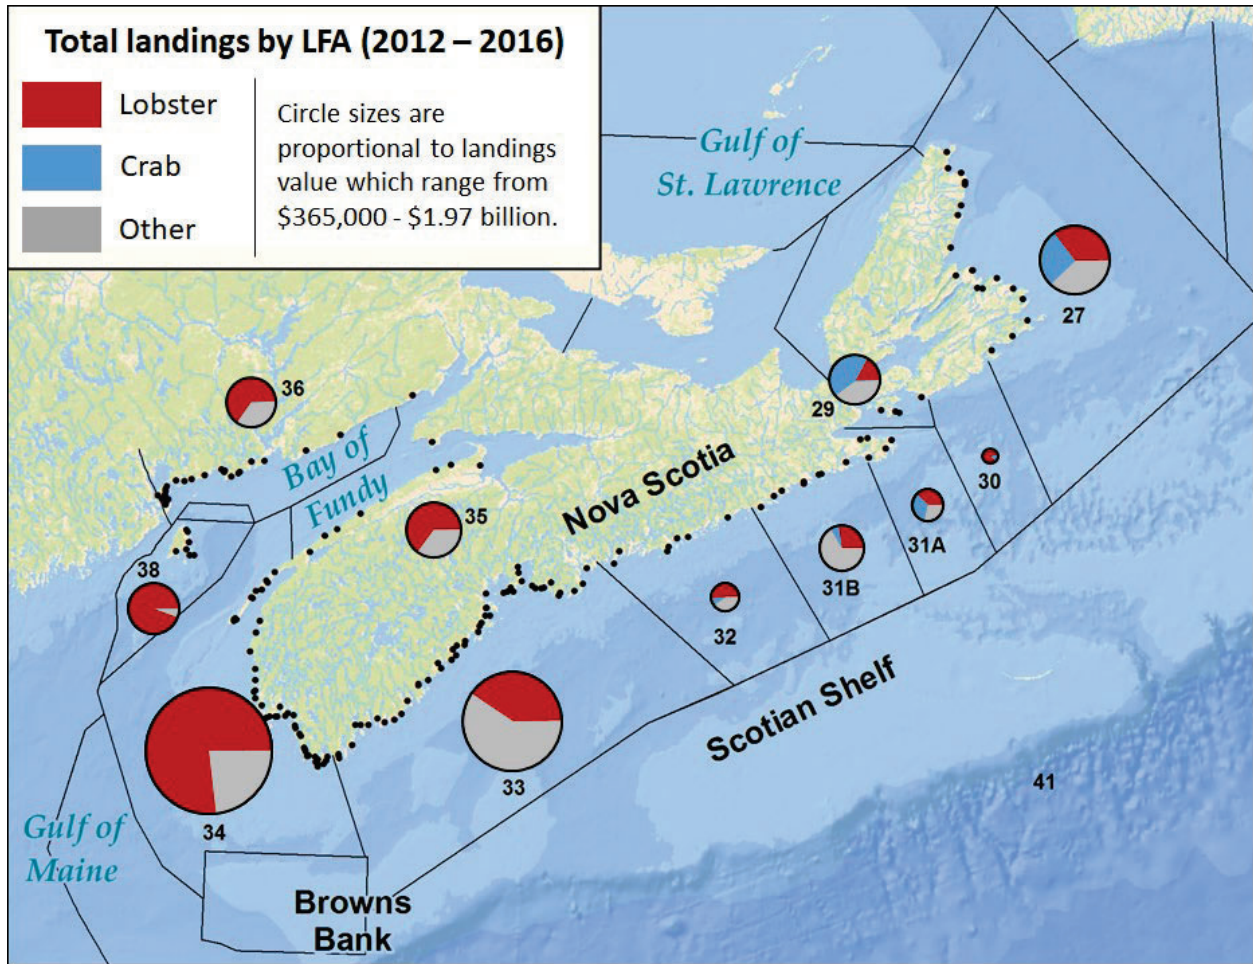 Total landings by LFA (2012 – 2016)
Lobster
Crab
Other
Circle sizes are
proportional to landings
value which range from
$365,000 - $1.97 billion.
Gulf of
St. Lawrence
27
29
36
Bay of
Fundy
Nova Scotia
30
35
31A
31B
38
32
Scotian Shelf
33
41
34
Gulf of
Maine
Browns
Bank